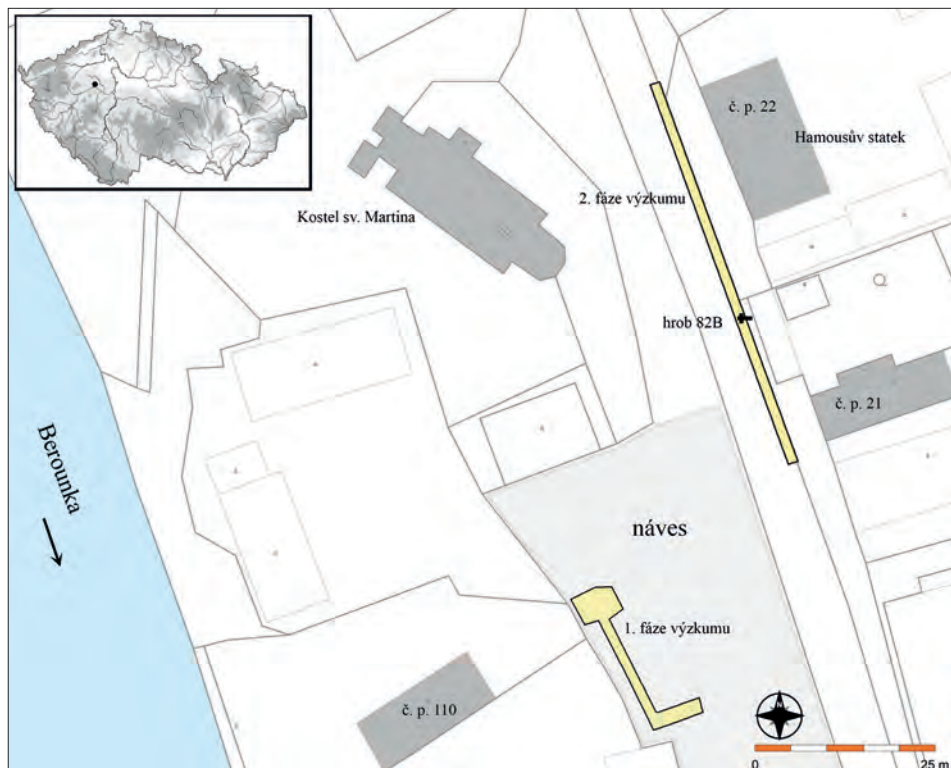 č. p. 22
Hamousův statek
2. fáze výzkumu
Kostel sv. Martina
hrob 82B
č. p. 21
Berounka
náves
1. fáze výzkumu
č. p. 110
N
0 25 m